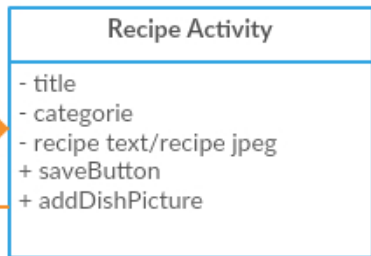 Recipe Activity
- title
- categorie
- recipe text/recipe jpeg
+ saveButton
+ addDishPicture